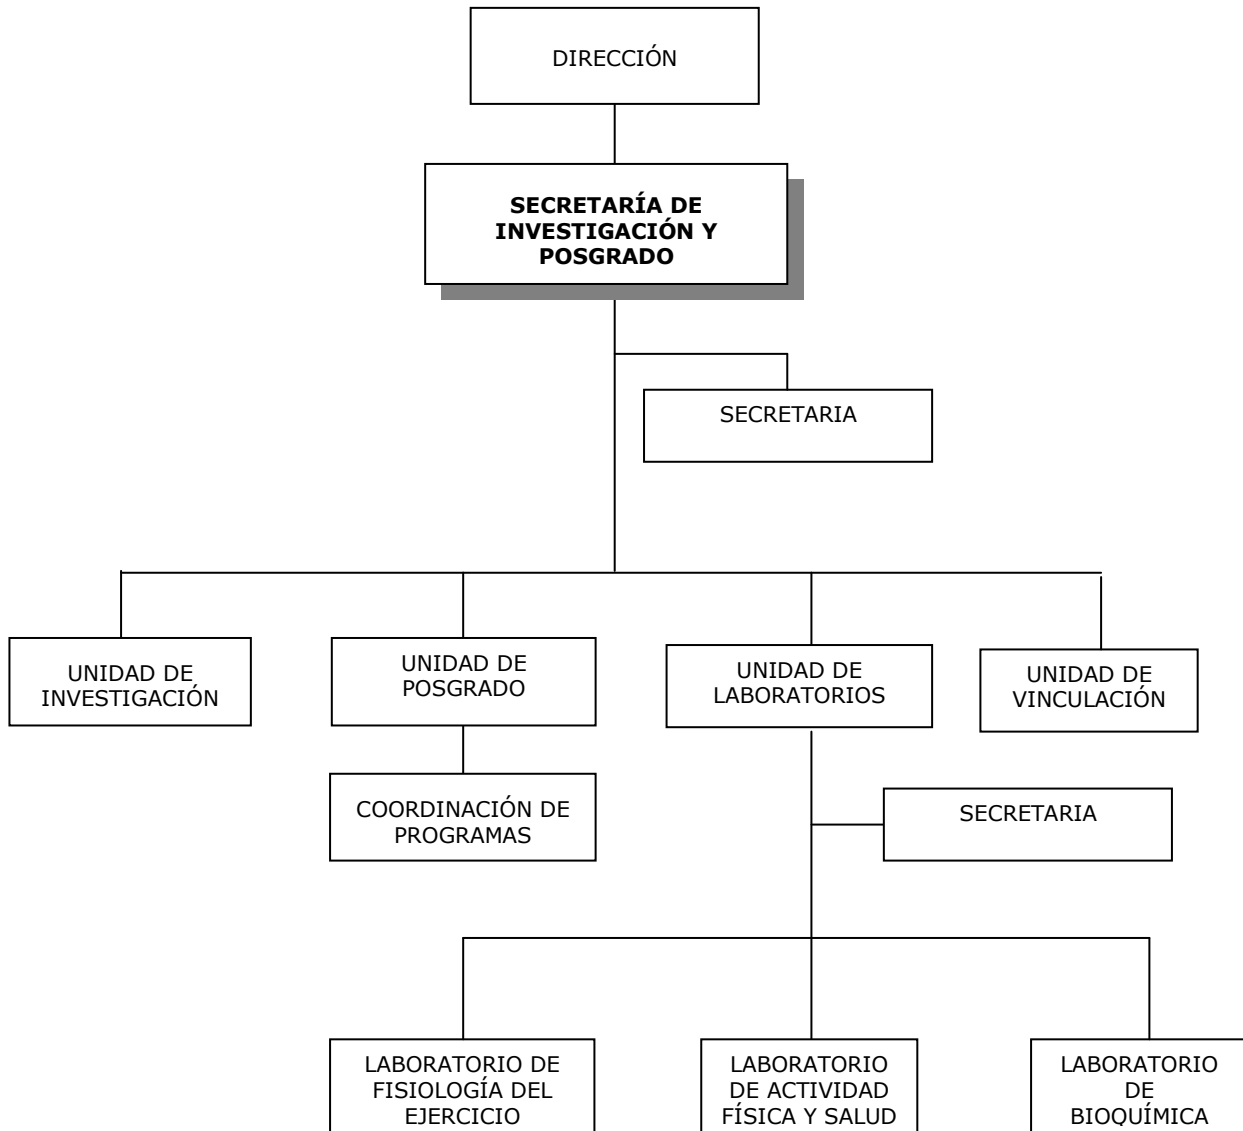 DIRECCIÓN
SECRETARÍA DE
INVESTIGACIÓN Y
POSGRADO
SECRETARIA
UNIDAD DE
INVESTIGACIÓN
UNIDAD DE
POSGRADO
UNIDAD DE
LABORATORIOS
UNIDAD DE
VINCULACIÓN
COORDINACIÓN DE
PROGRAMAS
SECRETARIA
LABORATORIO DE
FISIOLOGÍA DEL
EJERCICIO
LABORATORIO
DE ACTIVIDAD
FÍSICA Y SALUD
LABORATORIO
DE
BIOQUÍMICA